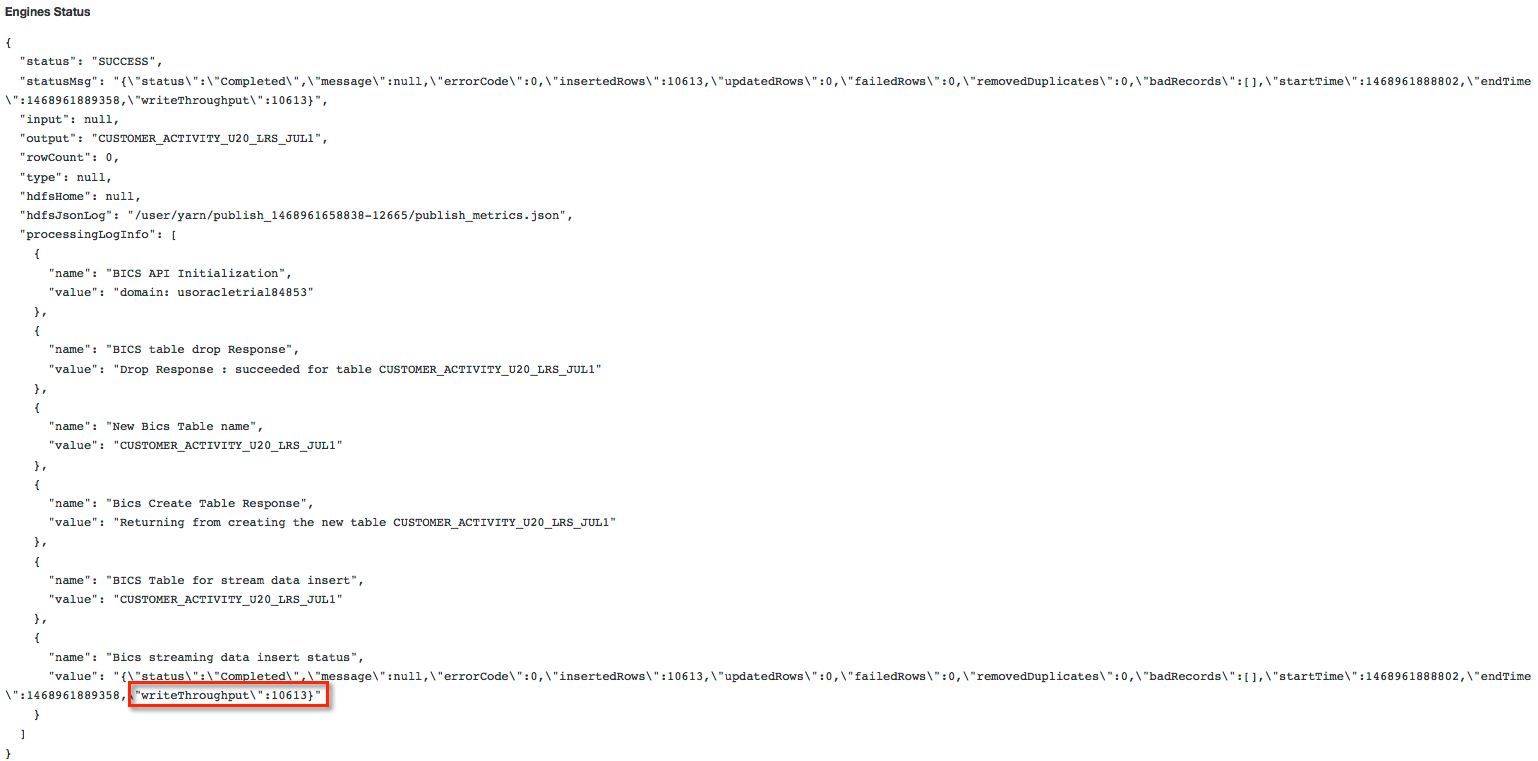 Engines Status
{
"status": "SUCCESS",
"statusMsg": "{\"status\":\"Completed\",\"message\":null,\"errorCode\":0,\"insertedRows\":10613,\"updatedRows\":0,\"failedRows\":0,\"removedDuplicates\":0,\"badRecords\":[],\"startTime\":1468961888802,\"endTime
\":1468961889358,\"writeThroughput\":10613}",
"input": null,
"output": "CUSTOMER_ACTIVITY_U20_LRS_JUL1",
"rowCount": 0,
"type": null,
"hdfsHome": null,
"hdfsJsonLog": "/user/yarn/publish_1468961658838-12665/publish_metrics.json",
"processingLogInfo": [
{
"name": "BICS API Initialization",
"value": "domain: usoracletrial84853"
},
{
"name": "BICS table drop Response",
"value": "Drop Response : succeeded for table CUSTOMER_ACTIVITY_U20_LRS_JUL1"
},
{
"name": "New Bics Table name",
"value": "CUSTOMER_ACTIVITY_U20_LRS_JUL1"
},
{
"name": "Bics Create Table Response",
"value": "Returning from creating the new table CUSTOMER_ACTIVITY_U20_LRS_JUL1"
},
{
"name": "BICS Table for stream data insert",
"value": "CUSTOMER_ACTIVITY_U20_LRS_JUL1"
},
{
"name": "Bics streaming data insert status",
"value": "{\"status\":\"Completed\",\"message\":null,\"errorCode\":0,\"insertedRows\":10613,\"updatedRows\":0,\"failedRows\":0,\"removedDuplicates\":0,\"badRecords\":[],\"startTime\":1468961888802,\"endTime
\":1468961889358,\"writeThroughput\":10613}"
}
]
}